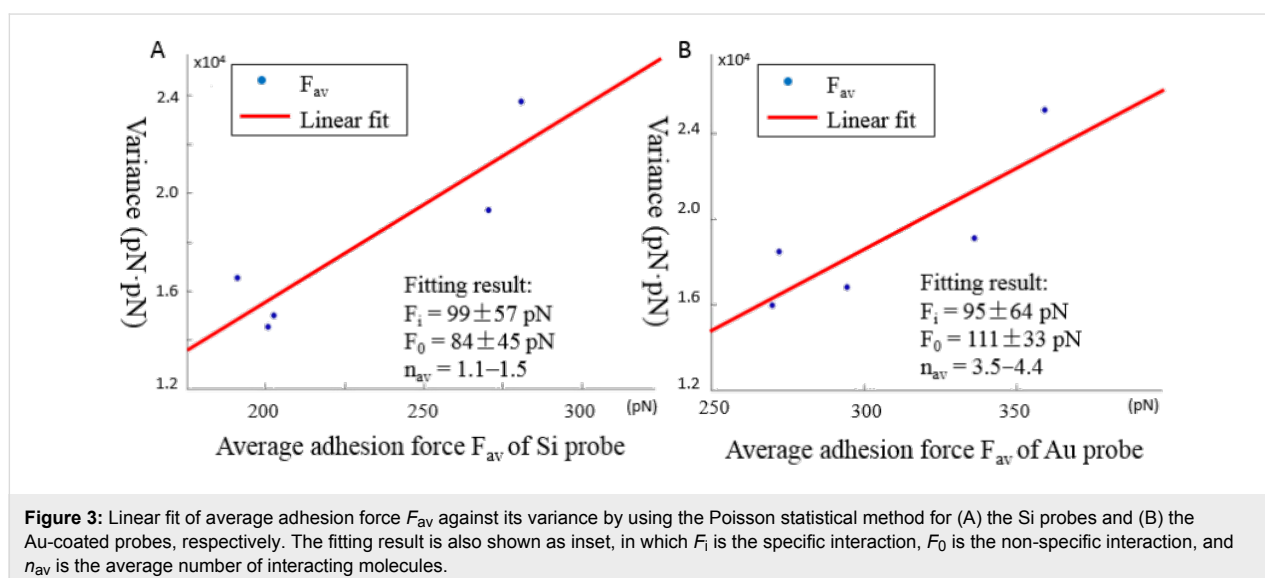 A
x10⁴
F_av
Linear fit
2.4
2.0
1.6
1.2
Variance (pN·pN)
Fitting result:
F_i = 99±57 pN
F_0 = 84±45 pN
n_av = 1.1–1.5
200
250
300
(pN)
Average adhesion force F_av of Si probe
B
x10⁴
F_av
Linear fit
2.4
2.0
1.6
1.2
Variance (pN·pN)
Fitting result:
F_i = 95±64 pN
F_0 = 111±33 pN
n_av = 3.5–4.4
250
300
350
(pN)
Average adhesion force F_av of Au probe
Figure 3: Linear fit of average adhesion force F_av against its variance by using the Poisson statistical method for (A) the Si probes and (B) the
Au-coated probes, respectively. The fitting result is also shown as inset, in which F_i is the specific interaction, F_0 is the non-specific interaction, and
n_av is the average number of interacting molecules.